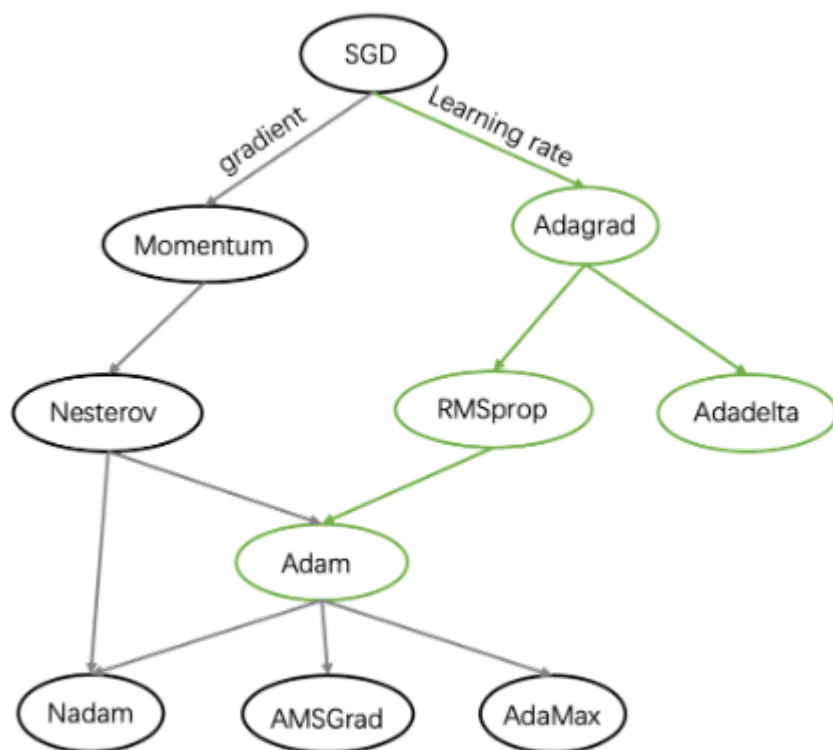 SGD
gradient
Learning rate
Momentum
Adagrad
Nesterov
RMSprop
Adadelta
Adam
Nadam
AMSGrad
AdaMax